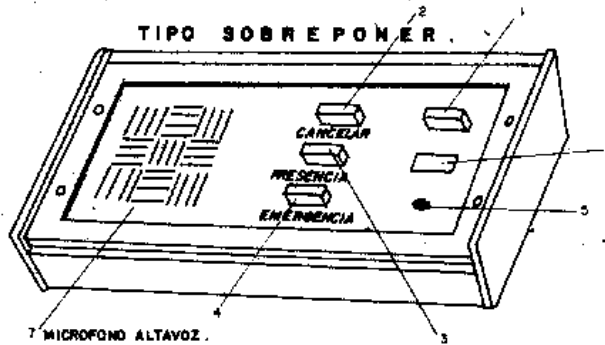 2
1
TIPO SOBREPONER.
CANCELAR
PRESENCIA
EMERGENCIA
5
4
3
7 MICROFONO ALTAVOZ.